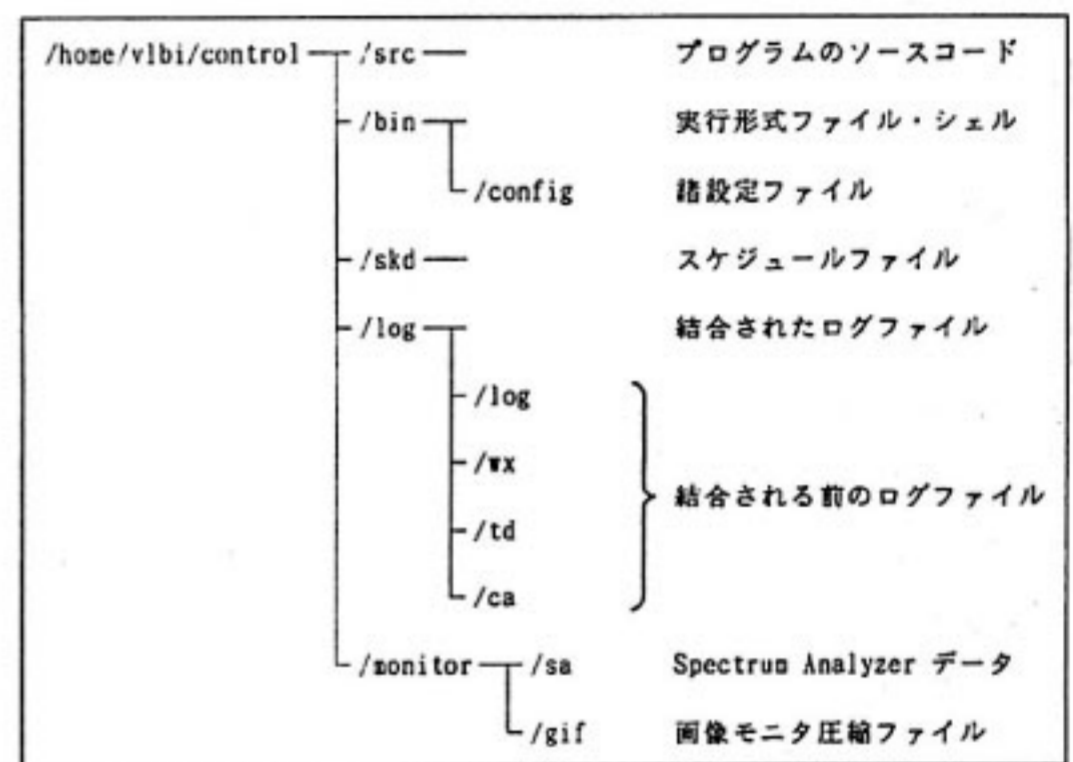 /home/vlbi/control /src プログラムのソースコード
/bin 実行形式ファイル・シェル
/config 諸設定ファイル
/skd スケジュールファイル
/log 結合されたログファイル
/log
/wx
結合される前のログファイル
/td
/ca
/monitor /sa Spectrum Analyzer データ
/gif 画像モニタ圧縮ファイル